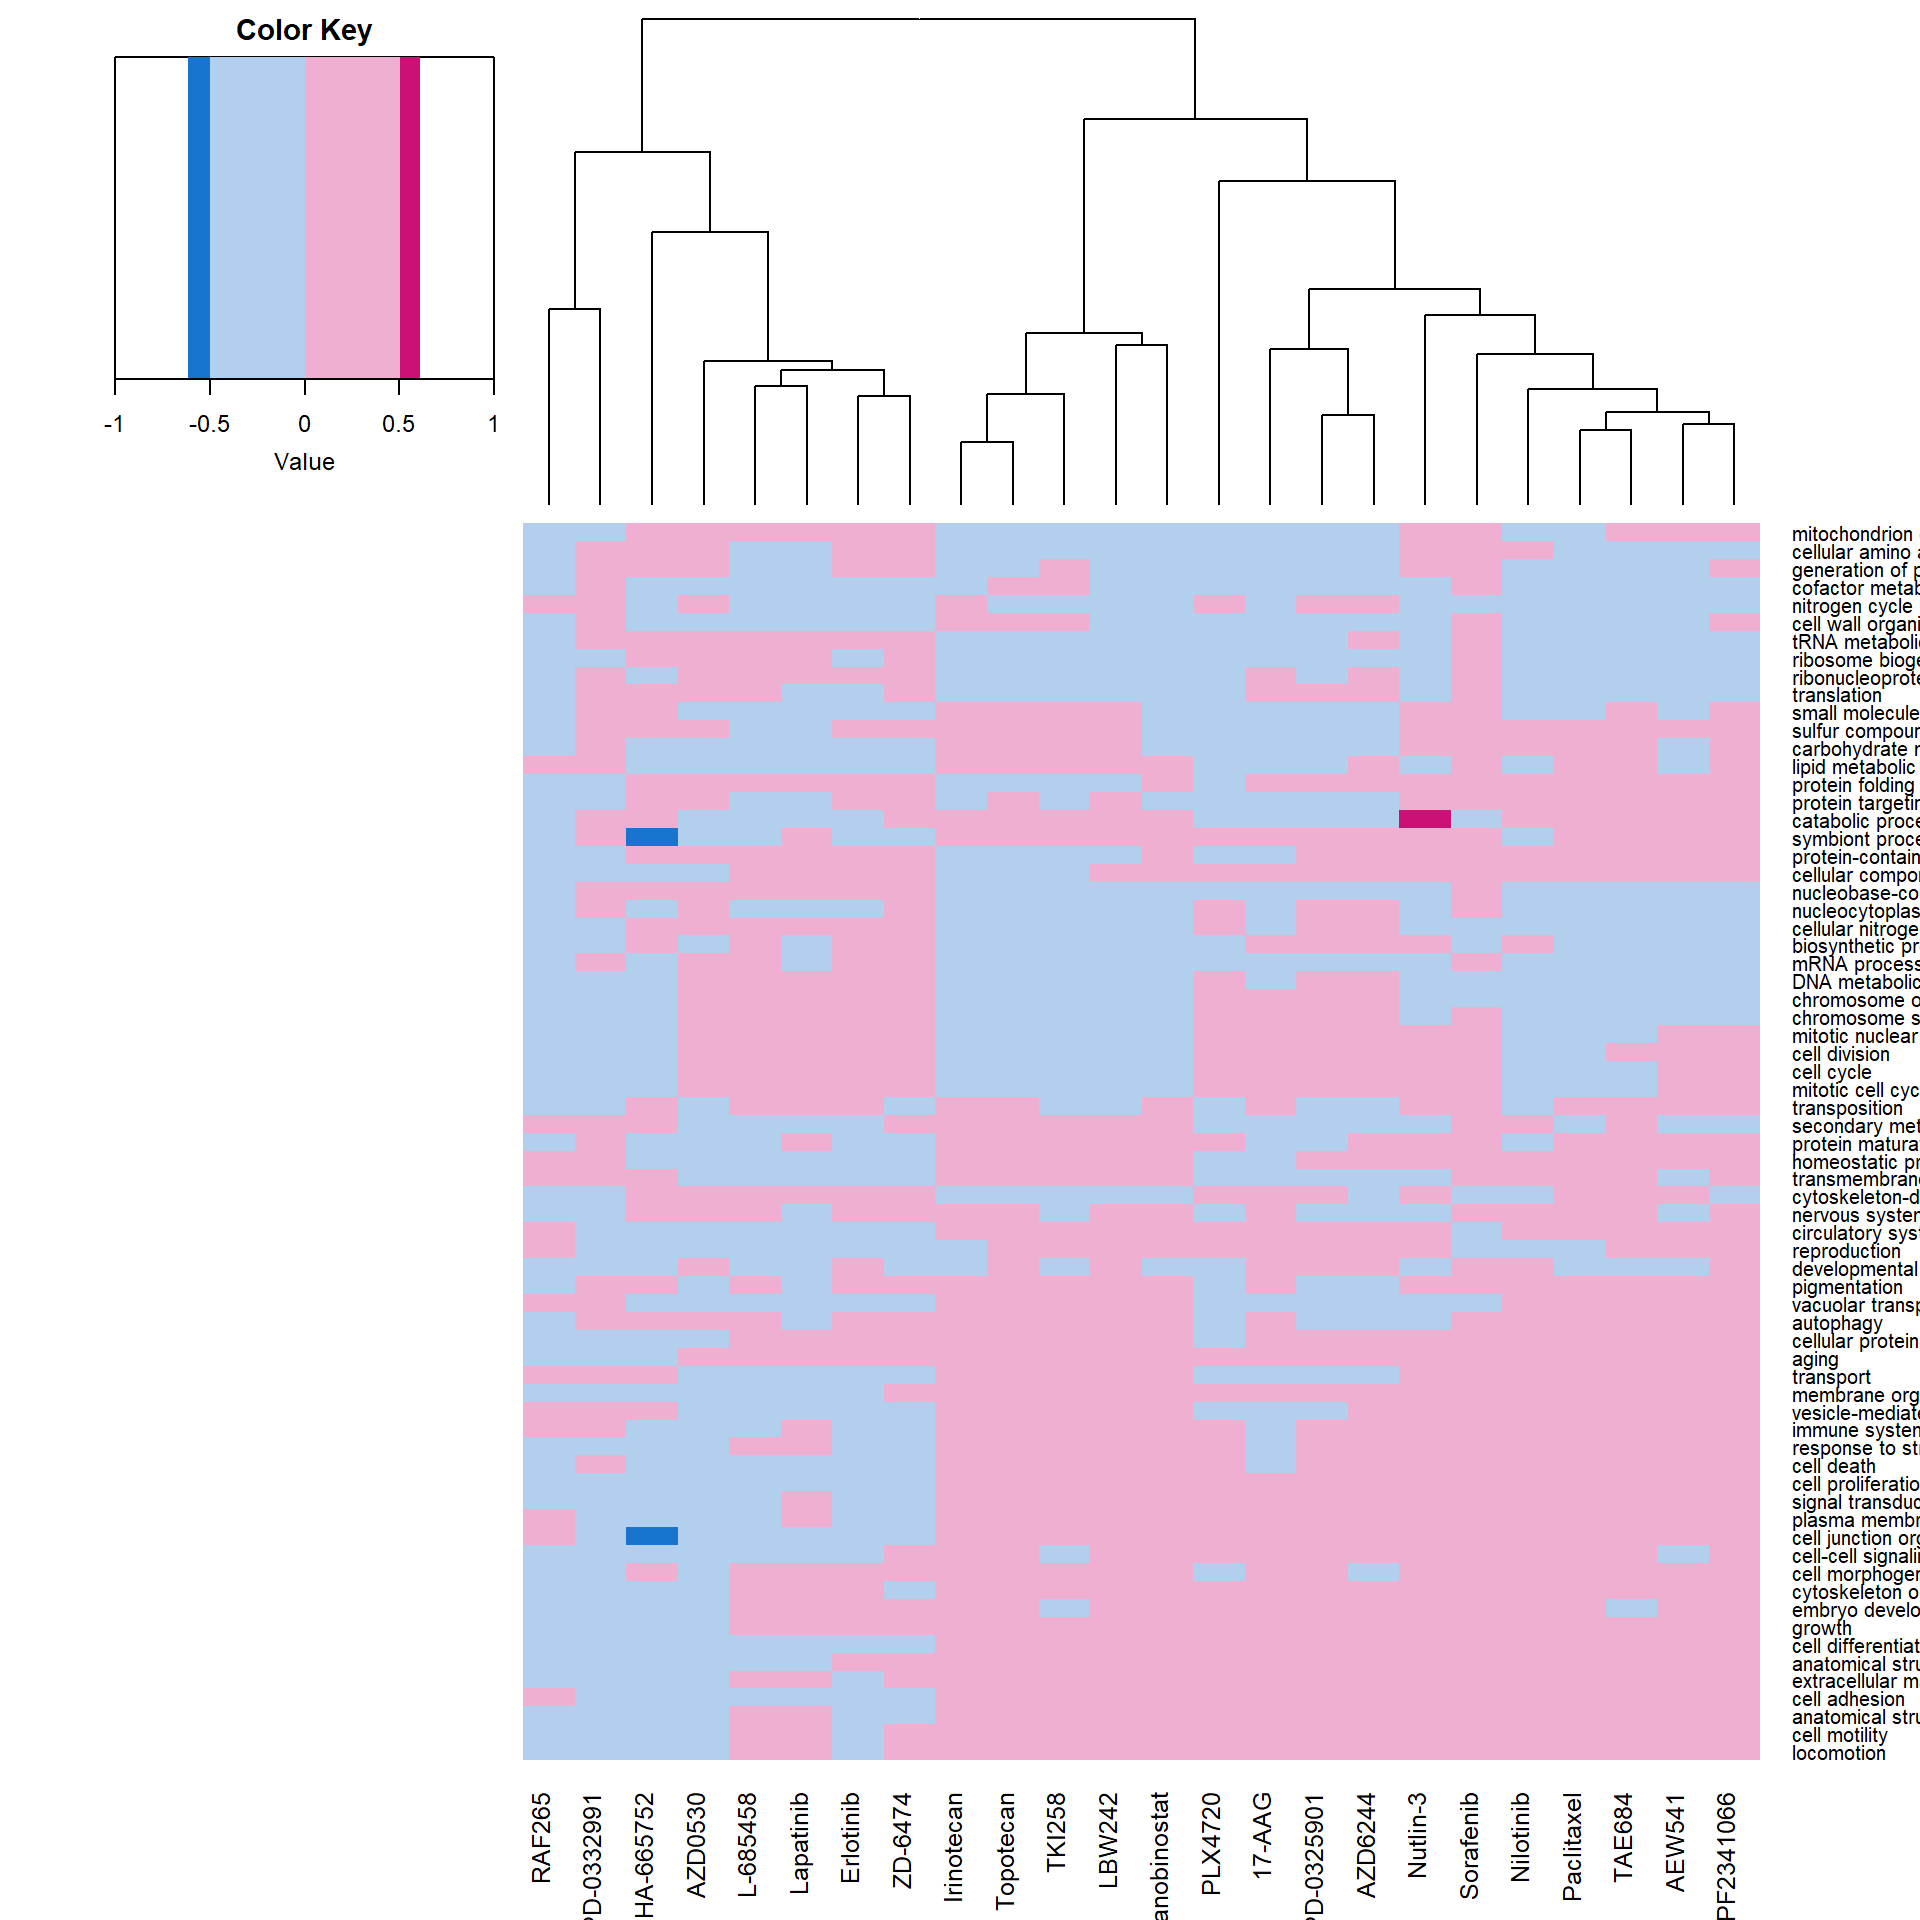 Color Key
-1 -0.5 0 0.5 1
Value
mitochondrion
cellular amino
generation of
cofactor metab
nitrogen cycle
cell wall organi
tRNA metabolic
ribosome bioge
ribonucleoprote
translation
small molecule
sulfur compour
carbohydrate
lipid metabolic
protein folding
protein targetin
catabolic proce
symbiont proce
protein-contain
cellular compor
nucleobase-co
nucleocytoplas
cellular nitroge
biosynthetic pr
mRNA process
DNA metabolic
chromosome o
chromosome s
mitotic nuclear
cell division
cell cycle
mitotic cell cyc
transposition
secondary met
protein matura
homeostatic pr
transmembrane
cytoskeleton-d
nervous system
circulatory syst
reproduction
developmental
pigmentation
vacuolar transp
autophagy
cellular protein
aging
transport
membrane org
vesicle-mediate
immune system
response to str
cell death
cell proliferatio
signal transduc
plasma membr
cell junction org
cell-cell signalin
cell morphoger
cytoskeleton o
embryo develo
growth
cell differentiat
anatomical stru
extracellular m
cell adhesion
anatomical stru
cell motility
locomotion
RAF265
PD-0332991
HA-665752
AZD0530
L-685458
Lapatinib
Erlotinib
ZD-6474
Irinotecan
Topotecan
TKI258
LBW242
anobinostat
PLX4720
17-AAG
PD-0325901
AZD6244
Nutlin-3
Sorafenib
Nilotinib
Paclitaxel
TAE684
AEW541
PF2341066